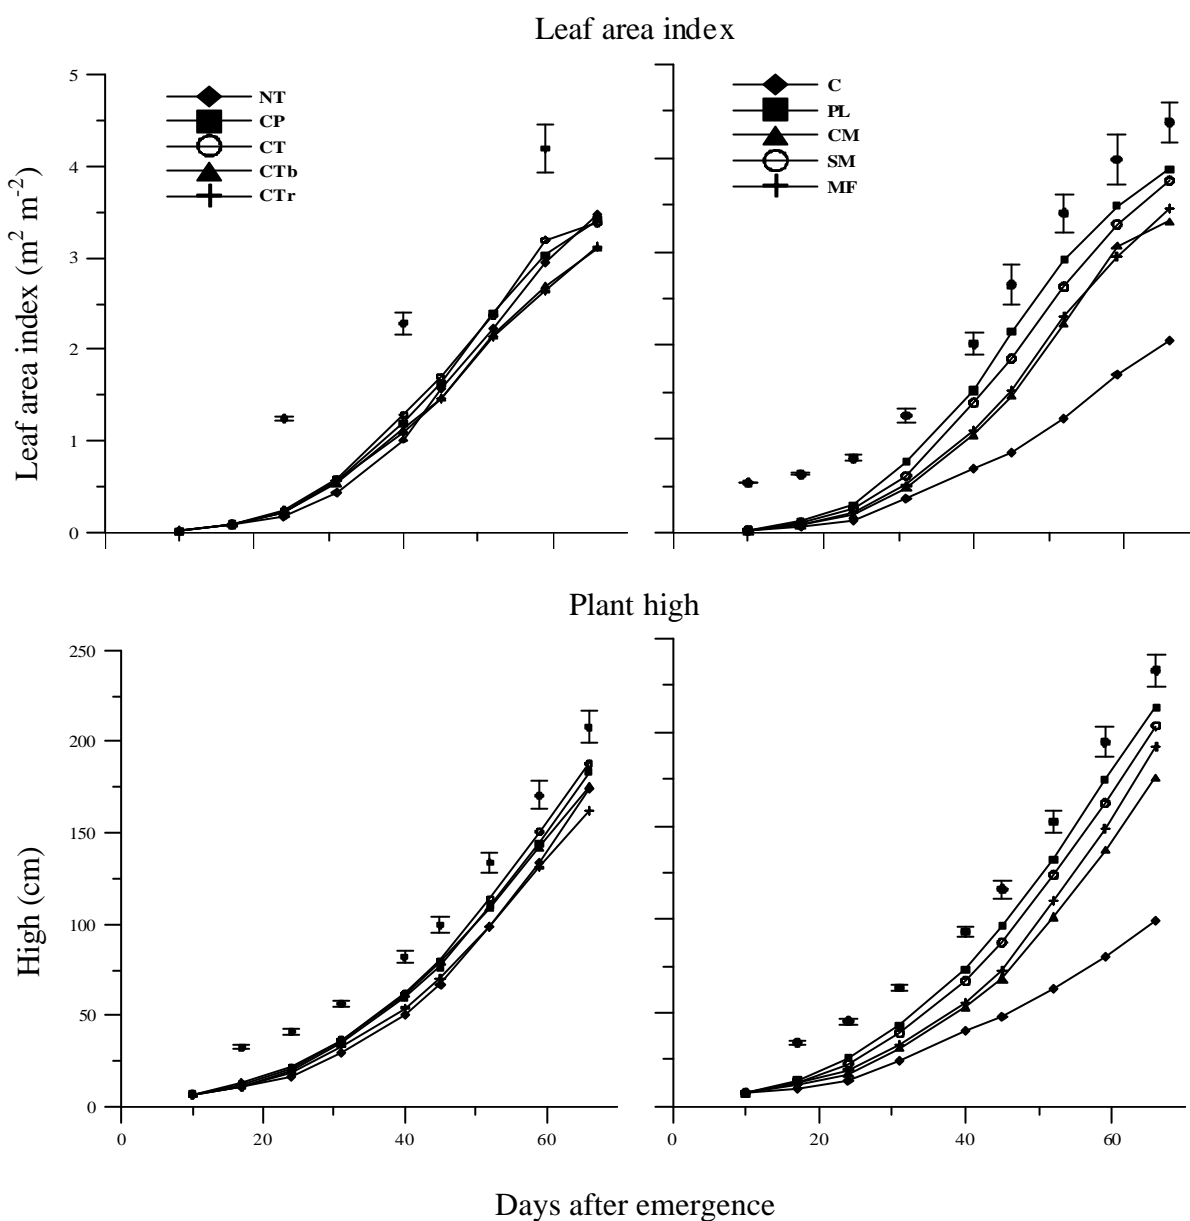 Leaf area index
Leaf area index (m² m⁻²)
5
4
3
2
1
0
NT
CP
CT
CTb
CTr
C
PL
CM
SM
MF
Plant high
High (cm)
250
200
150
100
50
0
0 20 40 60
0 20 40 60
Days after emergence